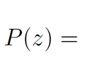 P(z) =